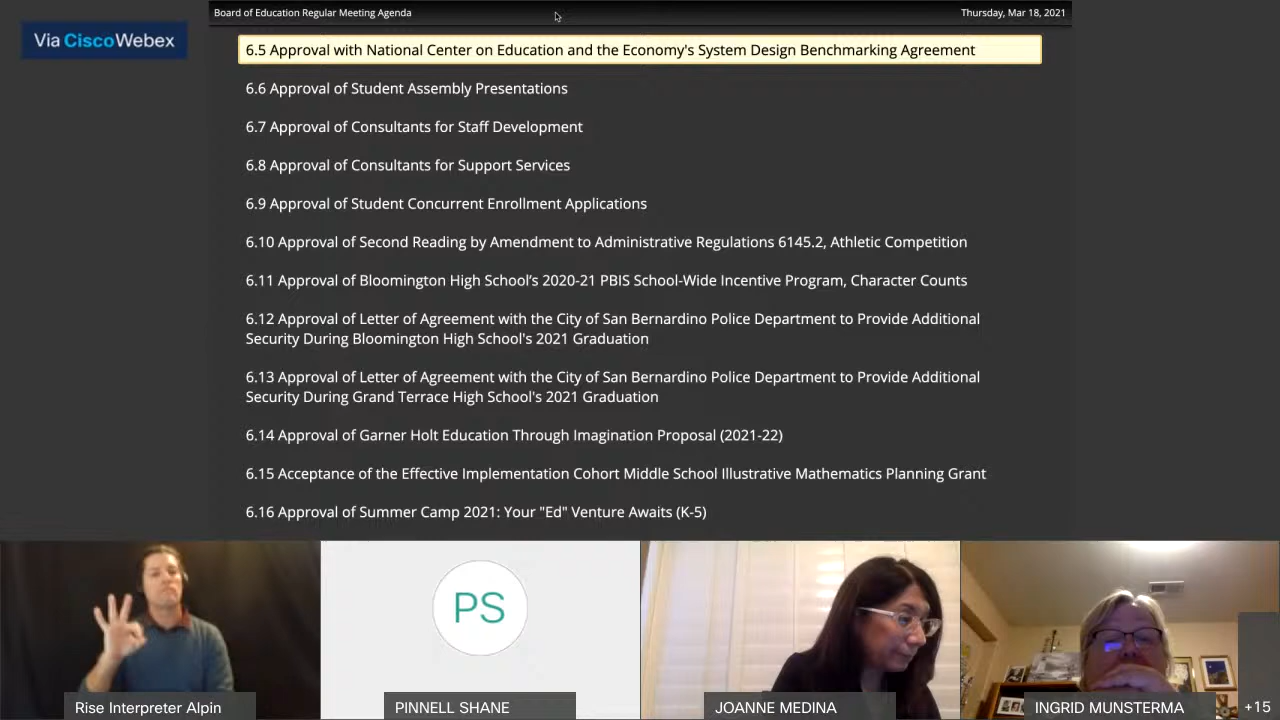 Board of Education Regular Meeting Agenda
Thursday, Mar 18, 2021
Via Cisco Webex
6.5 Approval with National Center on Education and the Economy's System Design Benchmarking Agreement
6.6 Approval of Student Assembly Presentations
6.7 Approval of Consultants for Staff Development
6.8 Approval of Consultants for Support Services
6.9 Approval of Student Concurrent Enrollment Applications
6.10 Approval of Second Reading by Amendment to Administrative Regulations 6145.2, Athletic Competition
6.11 Approval of Bloomington High School's 2020-21 PBIS School-Wide Incentive Program, Character Counts
6.12 Approval of Letter of Agreement with the City of San Bernardino Police Department to Provide Additional
Security During Bloomington High School's 2021 Graduation
6.13 Approval of Letter of Agreement with the City of San Bernardino Police Department to Provide Additional
Security During Grand Terrace High School's 2021 Graduation
6.14 Approval of Garner Holt Education Through Imagination Proposal (2021-22)
6.15 Acceptance of the Effective Implementation Cohort Middle School Illustrative Mathematics Planning Grant
6.16 Approval of Summer Camp 2021: Your "Ed" Venture Awaits (K-5)
PS
Rise Interpreter Alpin
PINNELL SHANE
JOANNE MEDINA
INGRID MUNSTERMA
+15